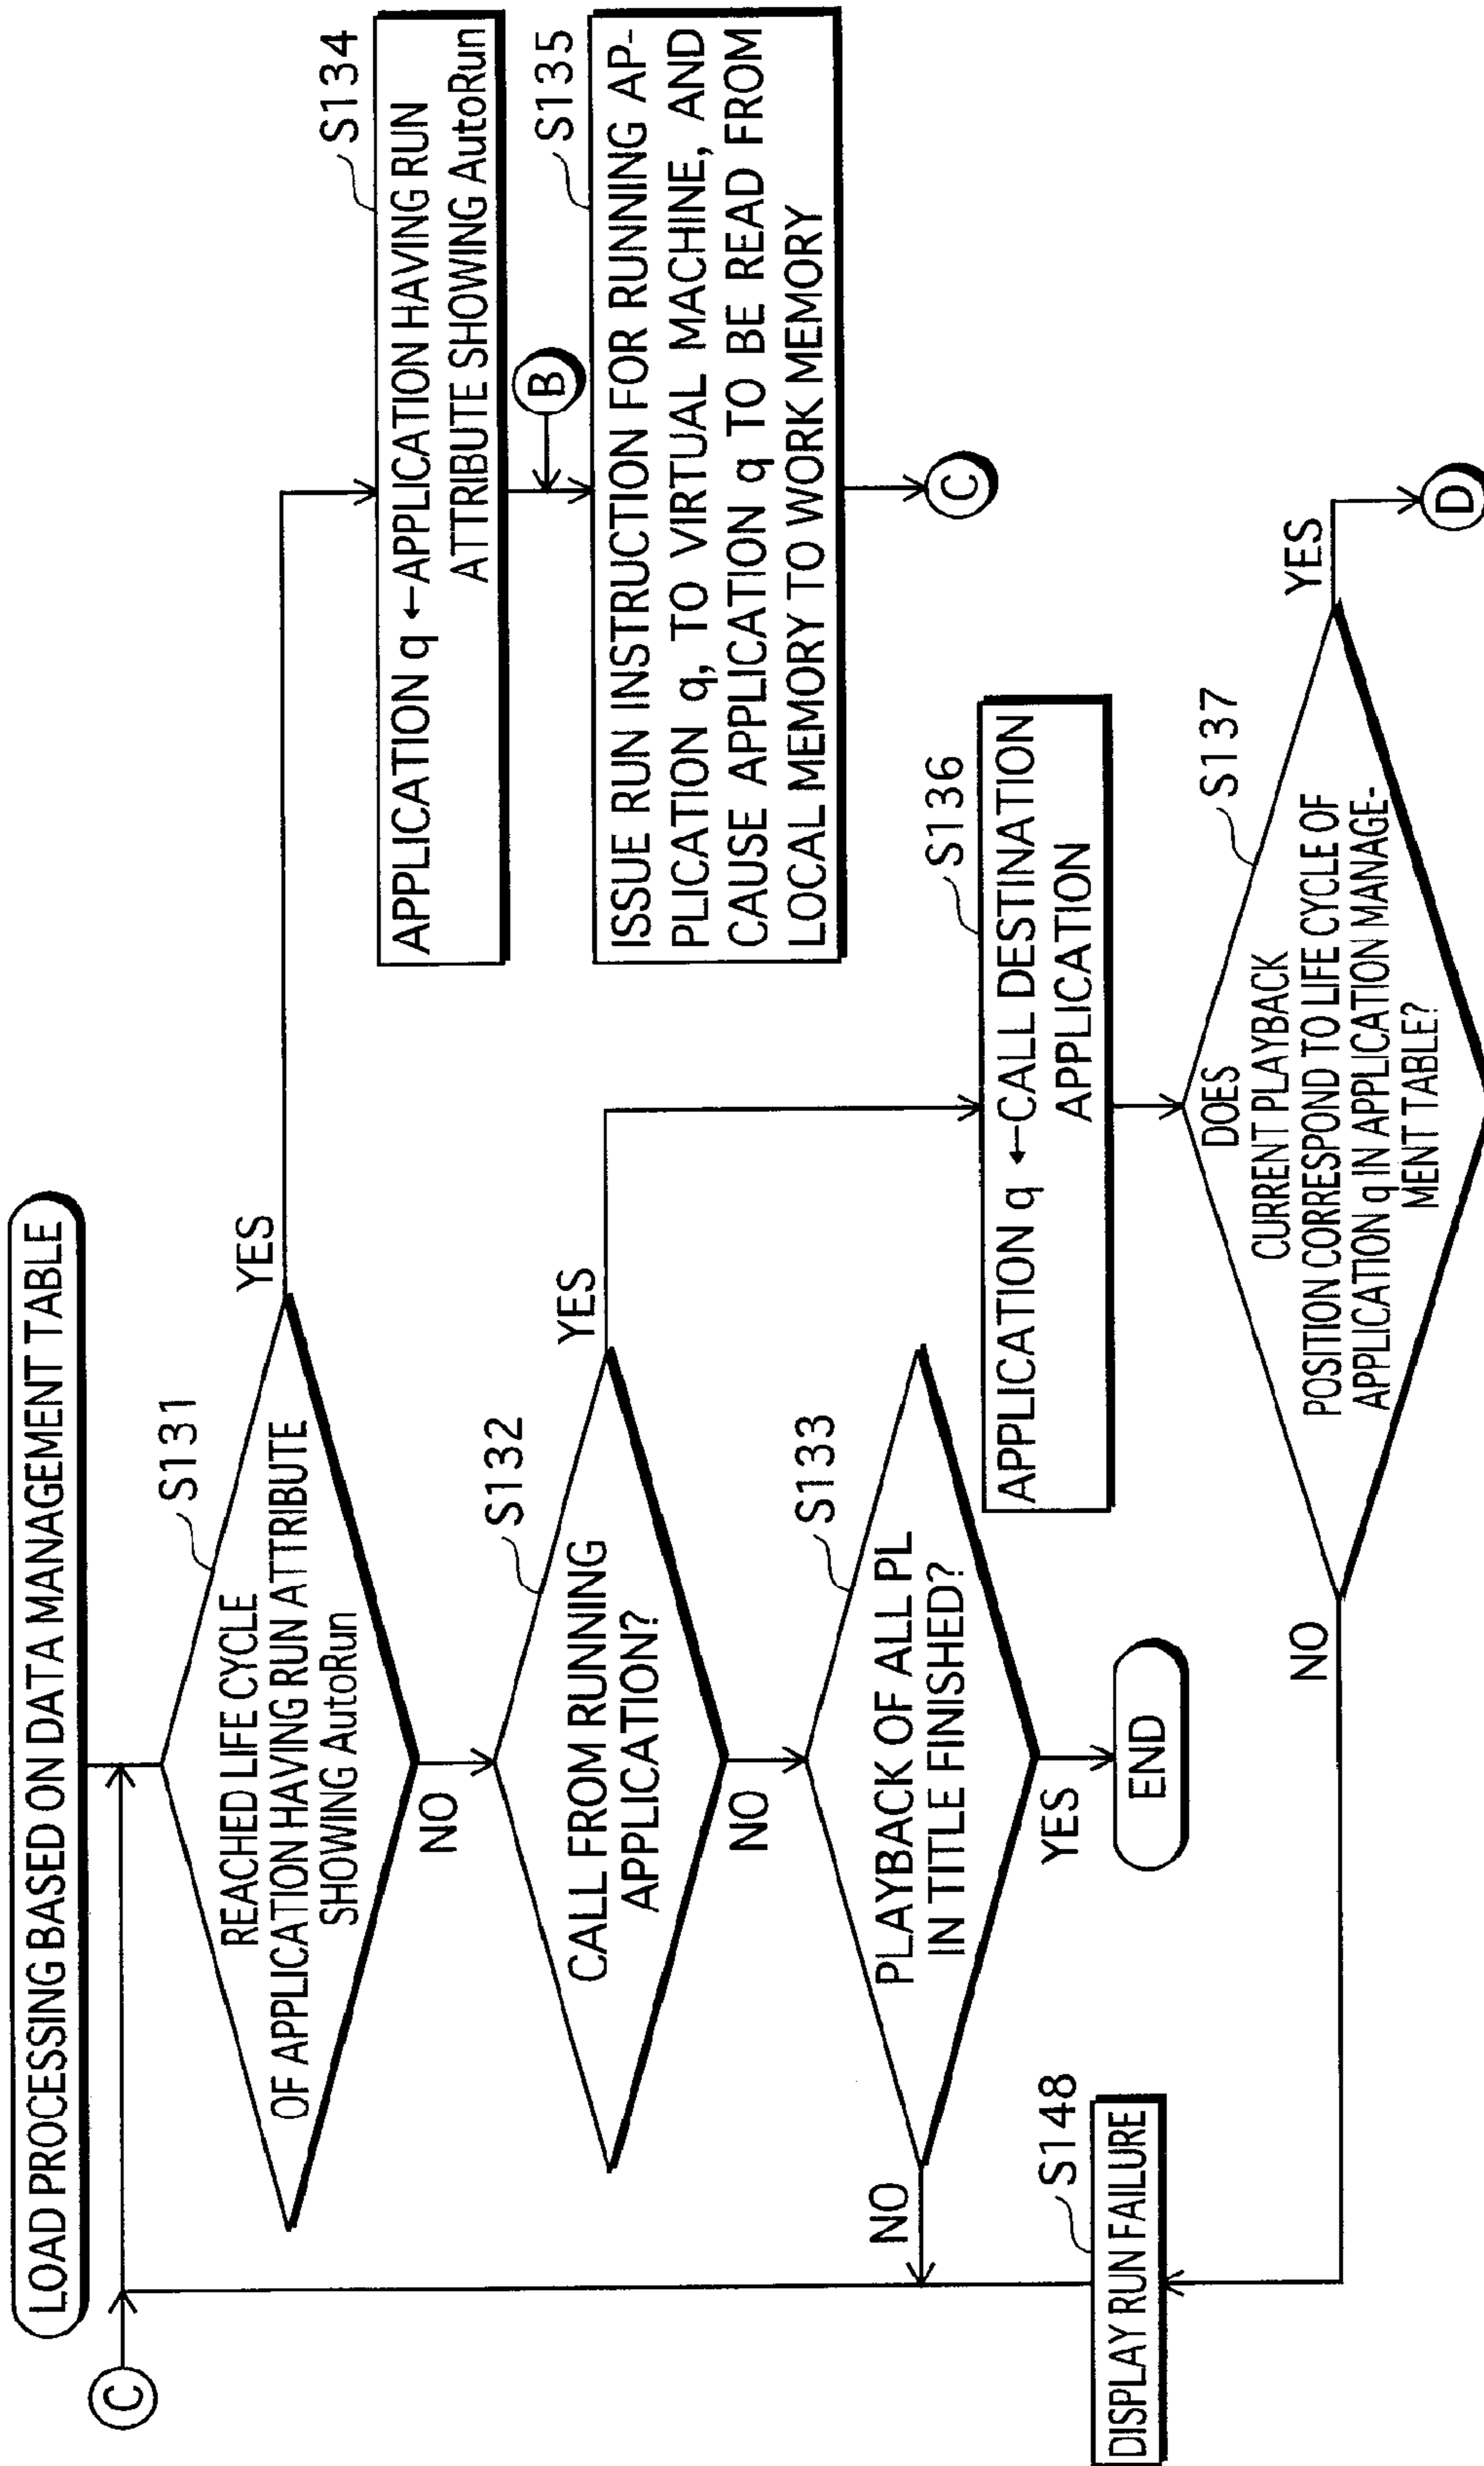 LOAD PROCESSING BASED ON DATA MANAGEMENT TABLE
C
S131
REACHED LIFE CYCLE
OF APPLICATION HAVING RUN ATTRIBUTE
SHOWING AutoRun
YES
NO
S132
CALL FROM RUNNING
APPLICATION?
YES
NO
S133
PLAYBACK OF ALL PL
IN TITLE FINISHED?
NO
YES
END
S134
APPLICATION q ←APPLICATION HAVING RUN
ATTRIBUTE SHOWING AutoRun
B
S135
ISSUE RUN INSTRUCTION FOR RUNNING AP-
PLICATION q, TO VIRTUAL MACHINE, AND
CAUSE APPLICATION q TO BE READ FROM
LOCAL MEMORY TO WORK MEMORY
C
S136
APPLICATION q ←CALL DESTINATION
APPLICATION
S137
DOES
CURRENT PLAYBACK
POSITION CORRESPOND TO LIFE CYCLE OF
APPLICATION q IN APPLICATION MANAGE-
MENT TABLE?
YES
D
NO
S148
DISPLAY RUN FAILURE